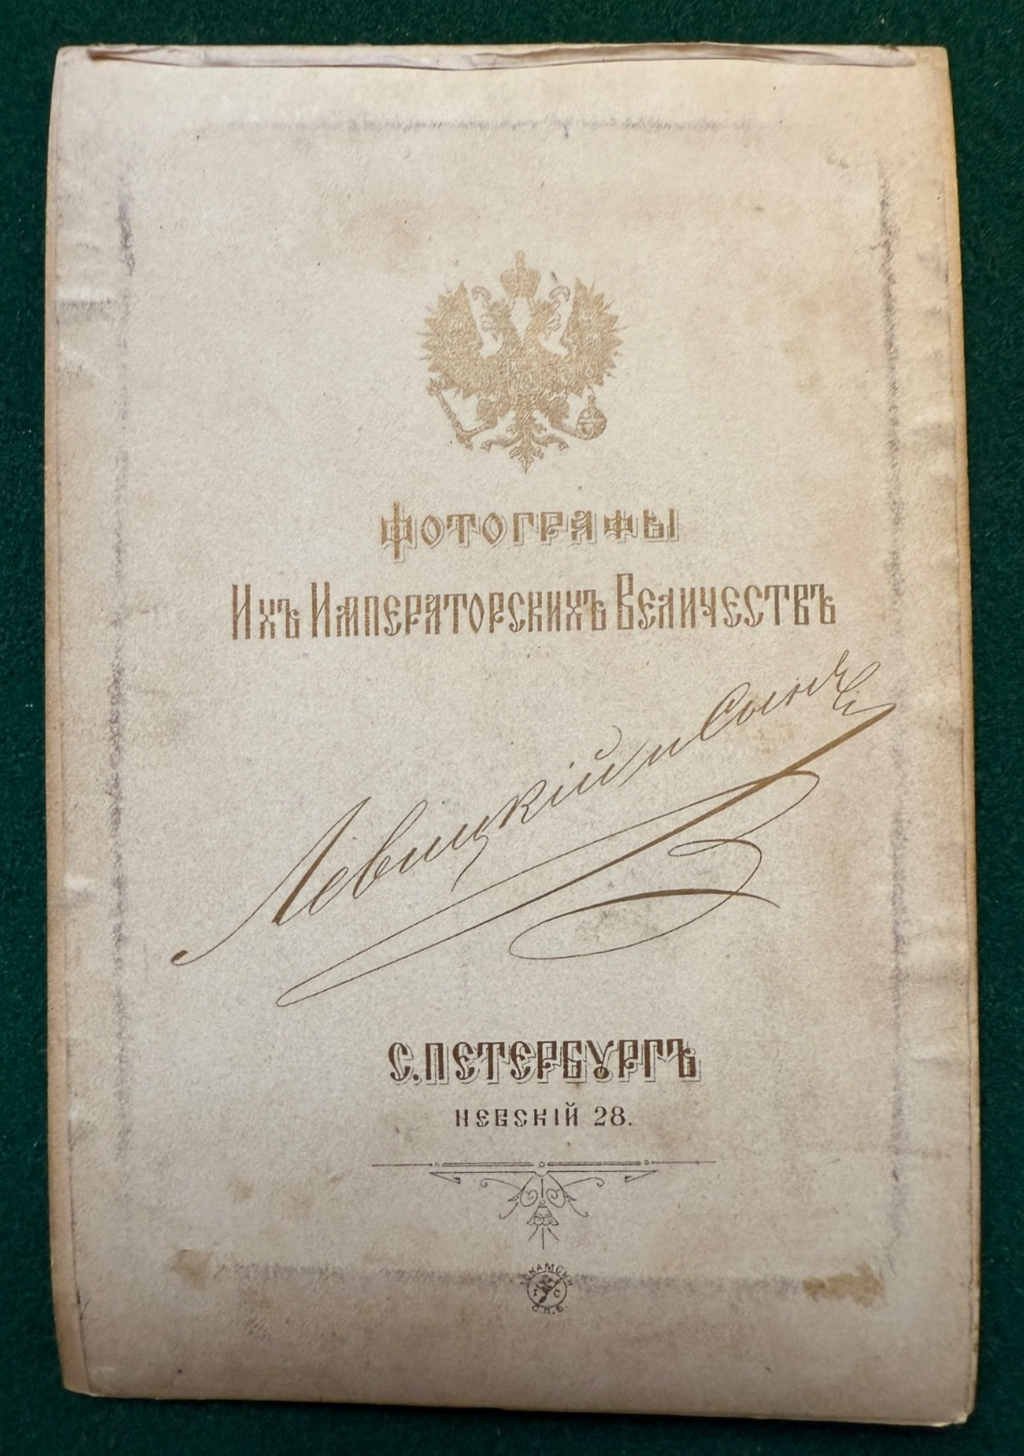 Фотографы
Ихъ Императорскихъ Величествъ
Левицкій и Сынъ
С. Петербургъ
Невскій 28.
С.П.Б.